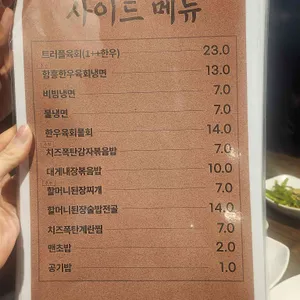 사이드 메뉴
트러플육회(1++한우) 23.0
함흥한우육회냉면 13.0
비빔냉면 7.0
물냉면 7.0
한우육회물회 14.0
치즈폭탄감자볶음밥 7.0
대게내장볶음밥 10.0
할머니된장찌개 7.0
할머니된장술밥전골 14.0
치즈폭탄계란찜 7.0
맨초밥 2.0
공기밥 1.0